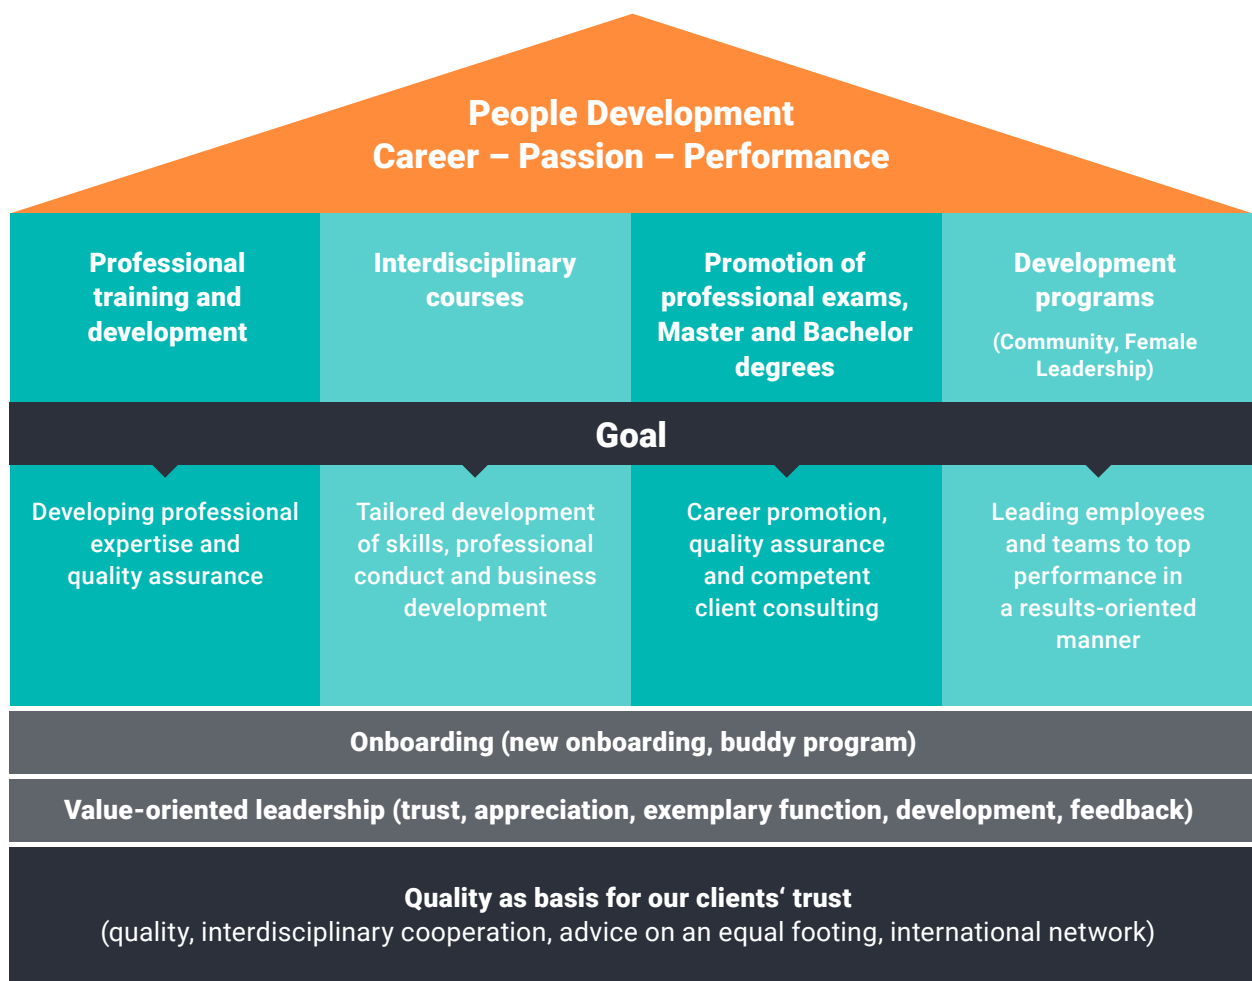 People Development
Career – Passion – Performance
Professional
training and
development
Interdisciplinary
courses
Promotion of
professional exams,
Master and Bachelor
degrees
Development
programs
(Community, Female
Leadership)
Goal
Developing professional
expertise and
quality assurance
Tailored development
of skills, professional
conduct and business
development
Career promotion,
quality assurance
and competent
client consulting
Leading employees
and teams to top
performance in
a results-oriented
manner
Onboarding (new onboarding, buddy program)
Value-oriented leadership (trust, appreciation, exemplary function, development, feedback)
Quality as basis for our clients‘ trust
(quality, interdisciplinary cooperation, advice on an equal footing, international network)